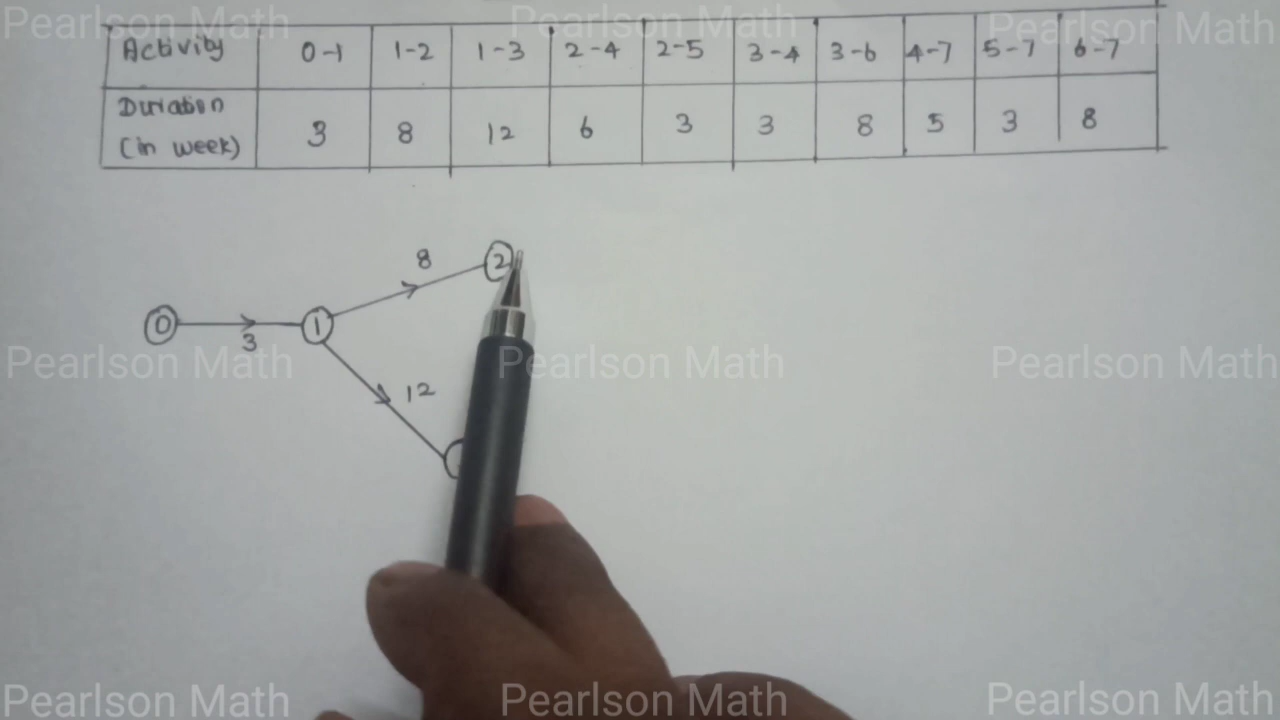 Pearlson Math Pearlson Math Pearlson Math
Activity 0-1 1-2 1-3 2-4 2-5 3-4 3-6 4-7 5-7 6-7
Duration
(in week) 3 8 12 6 3 3 8 5 3 8
8 2
0 3 1
Pearlson Math Pearlson Math Pearlson Math
12
Pearlson Math Pearlson Math Pearlson Math